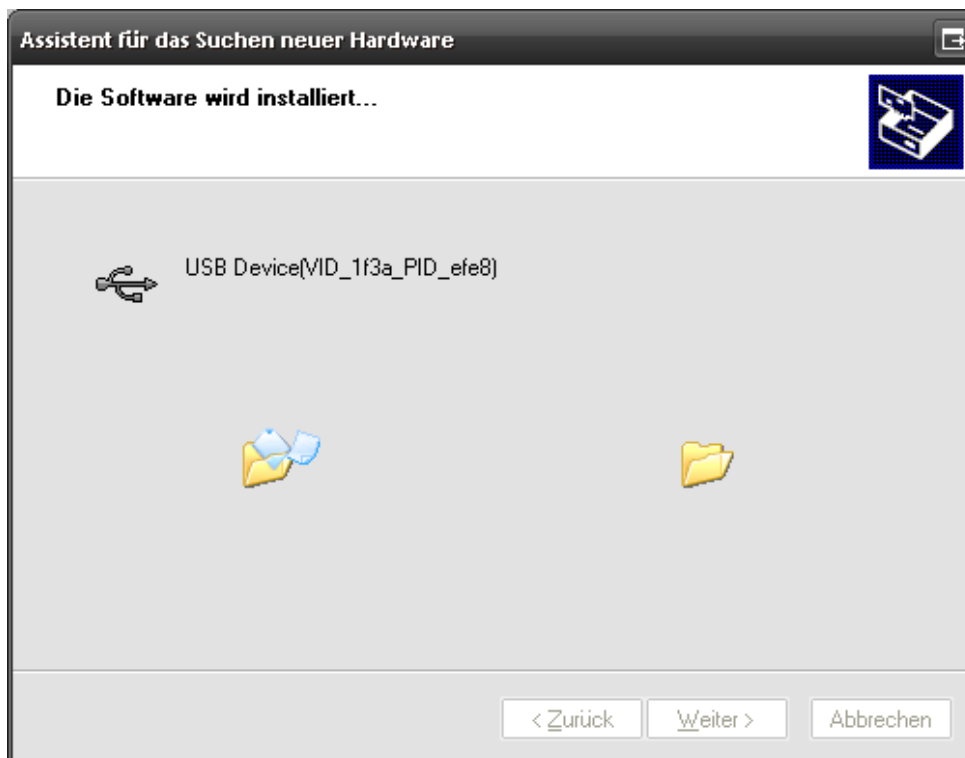 Assistent für das Suchen neuer Hardware
Die Software wird installiert...
USB Device(VID_1f3a_PID_efe8)
< Zurück
Weiter >
Abbrechen